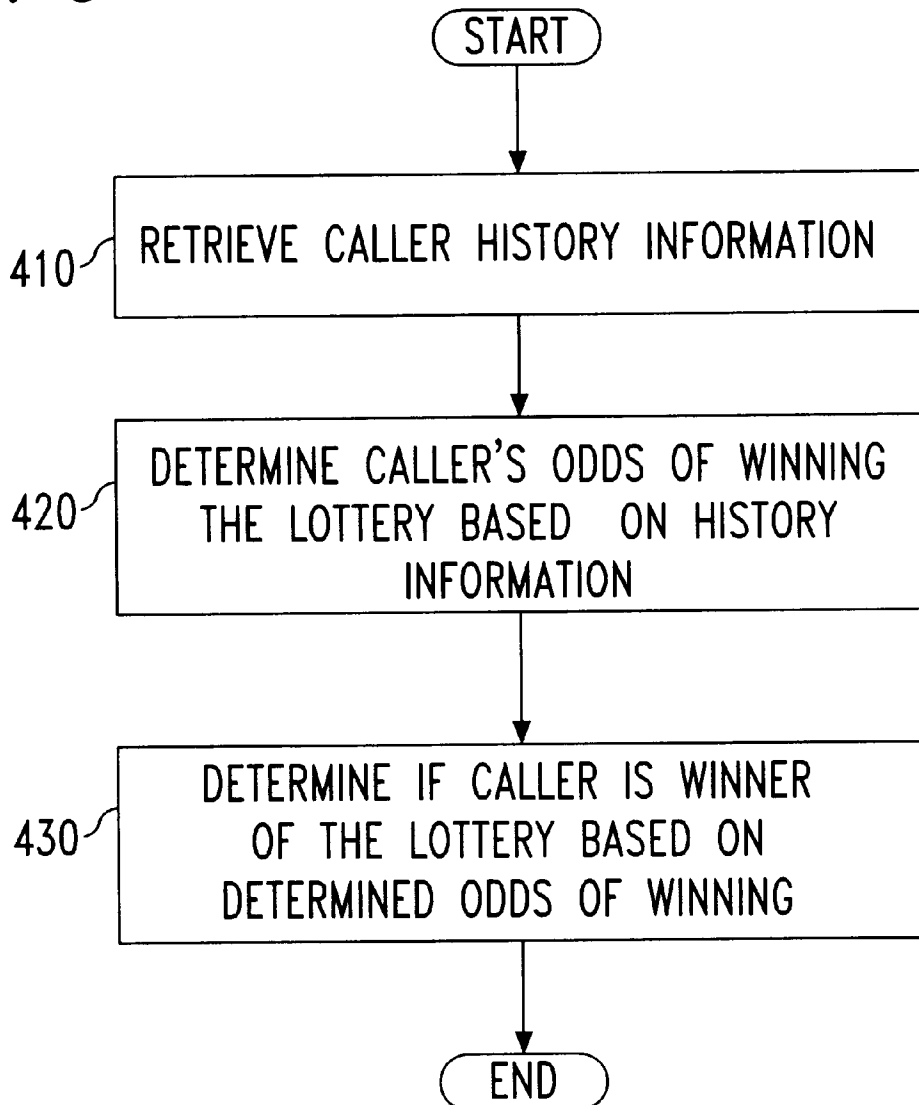 START
410
RETRIEVE CALLER HISTORY INFORMATION
420
DETERMINE CALLER'S ODDS OF WINNING
THE LOTTERY BASED ON HISTORY
INFORMATION
430
DETERMINE IF CALLER IS WINNER
OF THE LOTTERY BASED ON
DETERMINED ODDS OF WINNING
END